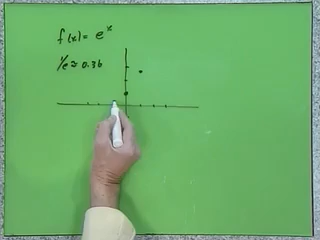 f(x) = e^x
1/e ≈ 0.36